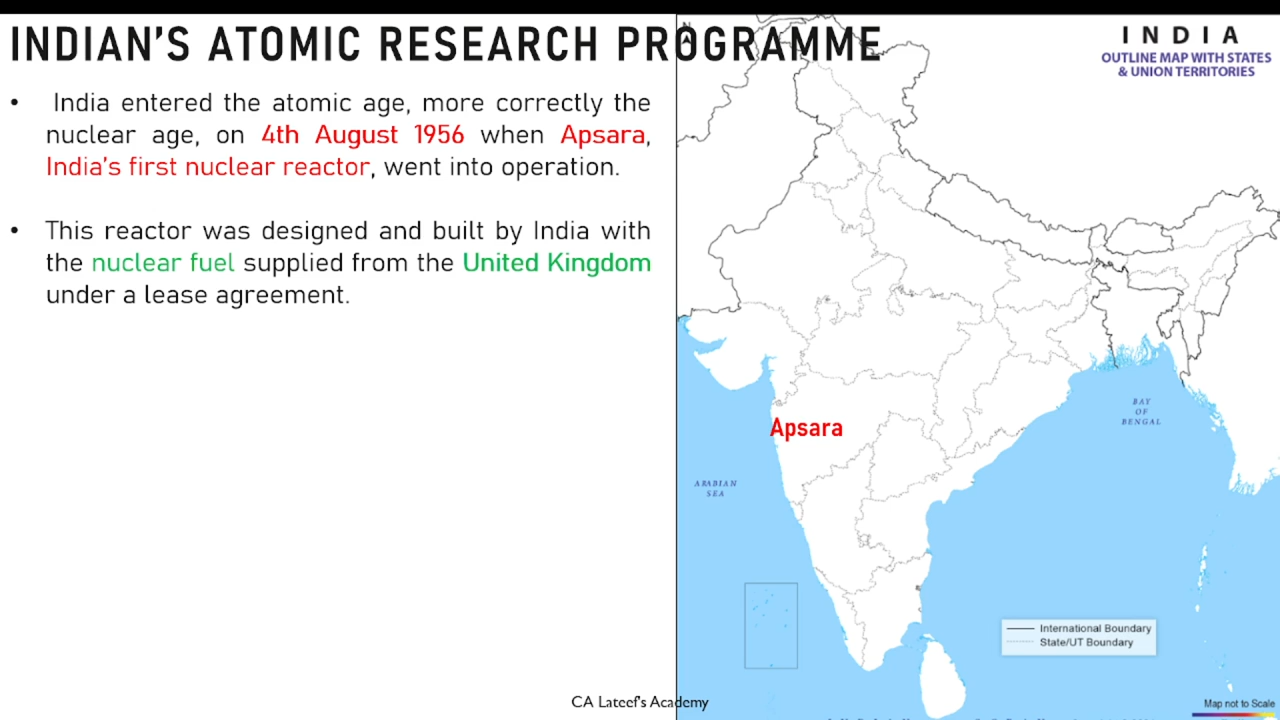 INDIAN'S ATOMIC RESEARCH PROGRAMME
• India entered the atomic age, more correctly the
nuclear age, on 4th August 1956 when Apsara,
India's first nuclear reactor, went into operation.
• This reactor was designed and built by India with
the nuclear fuel supplied from the United Kingdom
under a lease agreement.
INDIA
OUTLINE MAP WITH STATES
& UNION TERRITORIES
Apsara
BAY
OF
BENGAL
ARABIAN
SEA
International Boundary
State/UT Boundary
CA Lateef's Academy
Map not to Scale